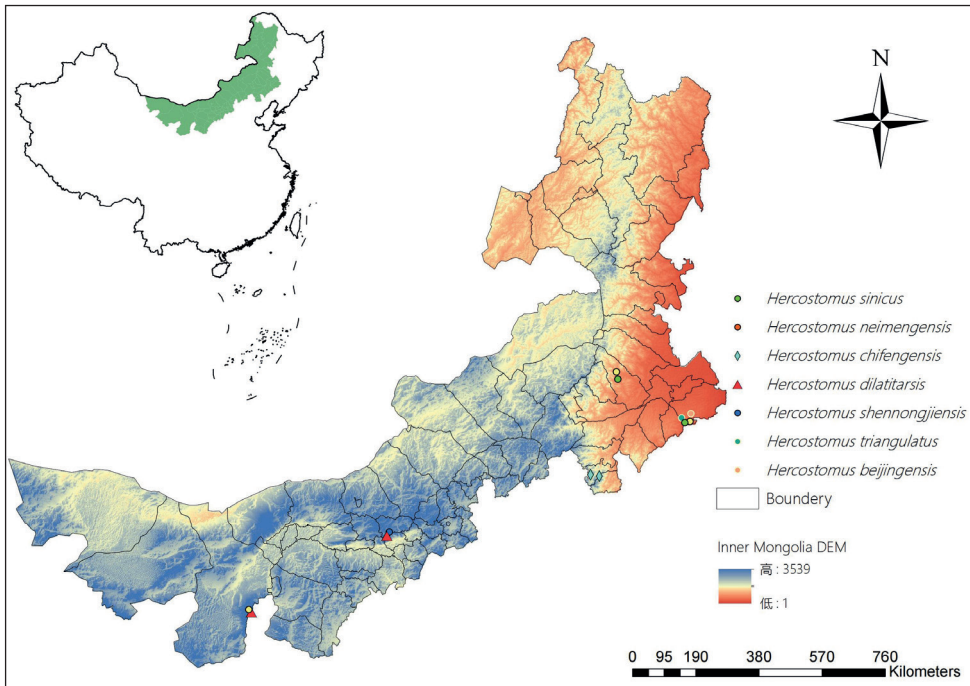 N
Hercostomus sinicus
Hercostomus neimengensis
Hercostomus chifengensis
Hercostomus dilatitarsis
Hercostomus shennongjiensis
Hercostomus triangulatus
Hercostomus beijingensis
Boundery
Inner Mongolia DEM
高 : 3539
低 : 1
0 95 190 380 570 760
Kilometers